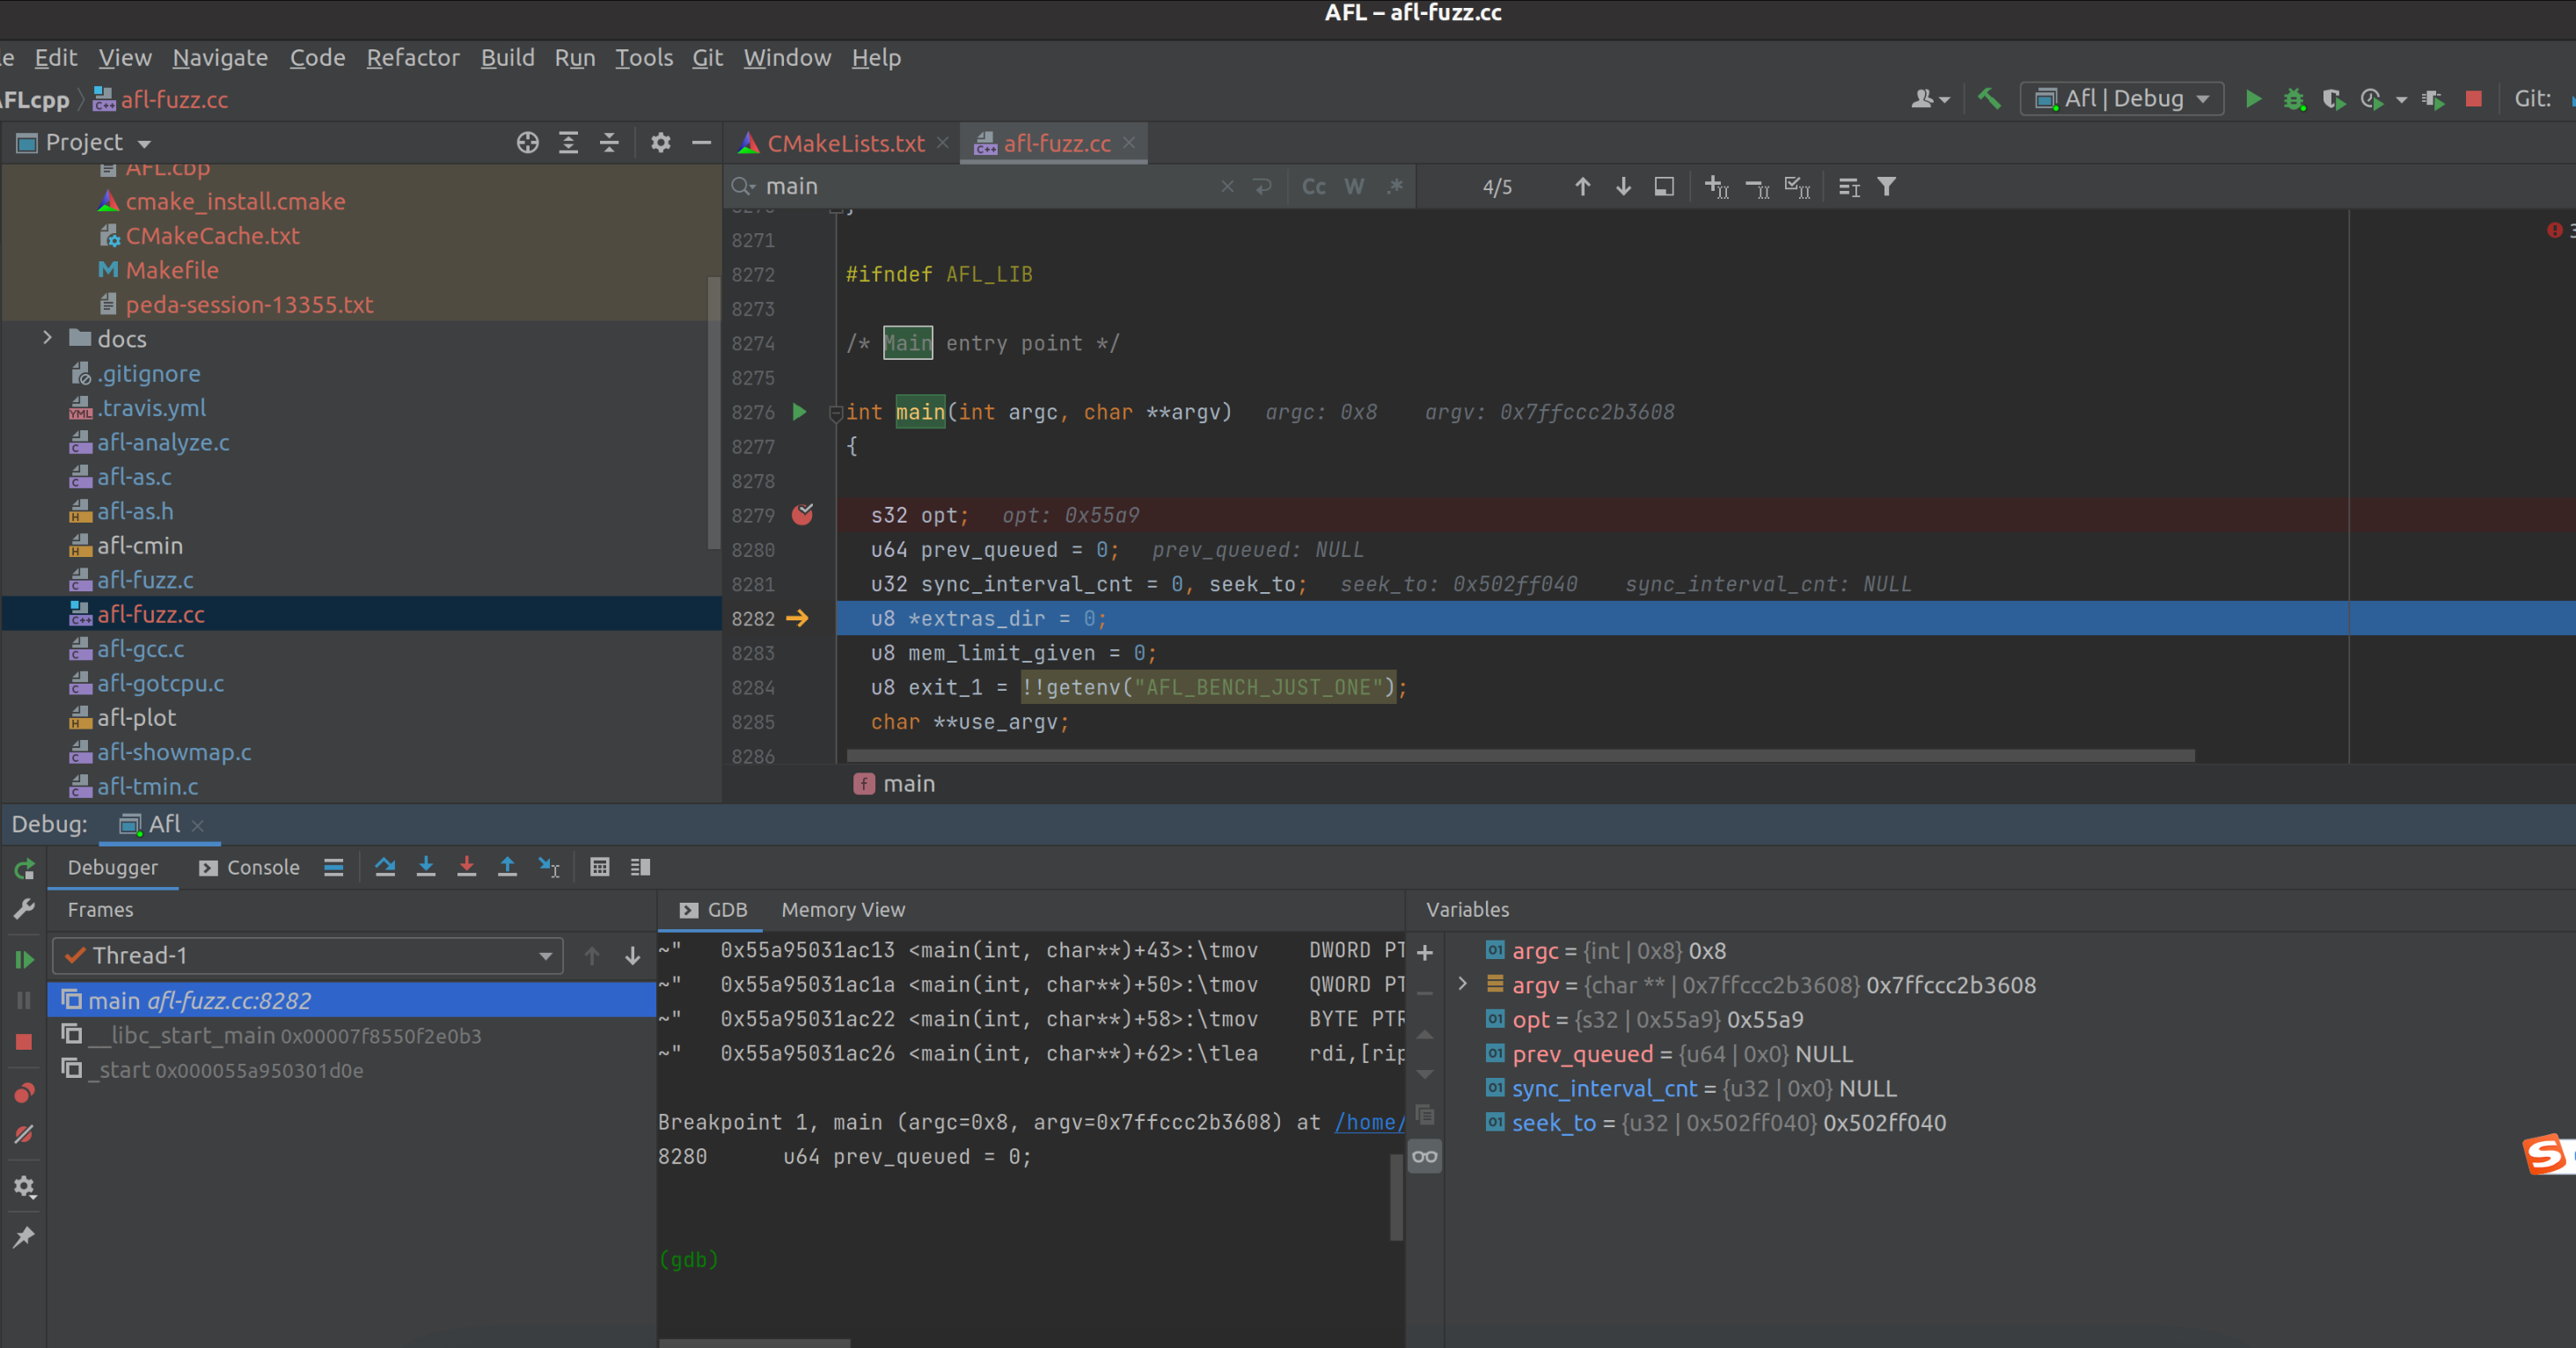 AFL – afl-fuzz.cc
Edit View Navigate Code Refactor Build Run Tools Git Window Help
AFLcpp afl-fuzz.cc
Afl | Debug
Git:
Project
CMakeLists.txt
afl-fuzz.cc
AFL.cbp
cmake_install.cmake
CMakeCache.txt
Makefile
peda-session-13355.txt
docs
.gitignore
.travis.yml
afl-analyze.c
afl-as.c
afl-as.h
afl-cmin
afl-fuzz.c
afl-fuzz.cc
afl-gcc.c
afl-gotcpu.c
afl-plot
afl-showmap.c
afl-tmin.c
main
Cc W .*
4/5
8271
8272 #ifndef AFL_LIB
8273
8274 /* Main entry point */
8275
8276 int main(int argc, char **argv) argc: 0x8 argv: 0x7ffccc2b3608
8277 {
8278
8279 s32 opt; opt: 0x55a9
8280 u64 prev_queued = 0; prev_queued: NULL
8281 u32 sync_interval_cnt = 0, seek_to; seek_to: 0x502ff040 sync_interval_cnt: NULL
8282 u8 *extras_dir = 0;
8283 u8 mem_limit_given = 0;
8284 u8 exit_1 = !!getenv("AFL_BENCH_JUST_ONE");
8285 char **use_argv;
8286
main
Debug: Afl
Debugger Console
Frames
Thread-1
main afl-fuzz.cc:8282
__libc_start_main 0x00007f8550f2e0b3
_start 0x000055a950301d0e
GDB Memory View
~" 0x55a95031ac13 <main(int, char**)+43>:\tmov DWORD PT
~" 0x55a95031ac1a <main(int, char**)+50>:\tmov QWORD PT
~" 0x55a95031ac22 <main(int, char**)+58>:\tmov BYTE PTR
~" 0x55a95031ac26 <main(int, char**)+62>:\tlea rdi,[rip
Breakpoint 1, main (argc=0x8, argv=0x7ffccc2b3608) at /home/
8280 u64 prev_queued = 0;
(gdb)
Variables
argc = {int | 0x8} 0x8
argv = {char ** | 0x7ffccc2b3608} 0x7ffccc2b3608
opt = {s32 | 0x55a9} 0x55a9
prev_queued = {u64 | 0x0} NULL
sync_interval_cnt = {u32 | 0x0} NULL
seek_to = {u32 | 0x502ff040} 0x502ff040